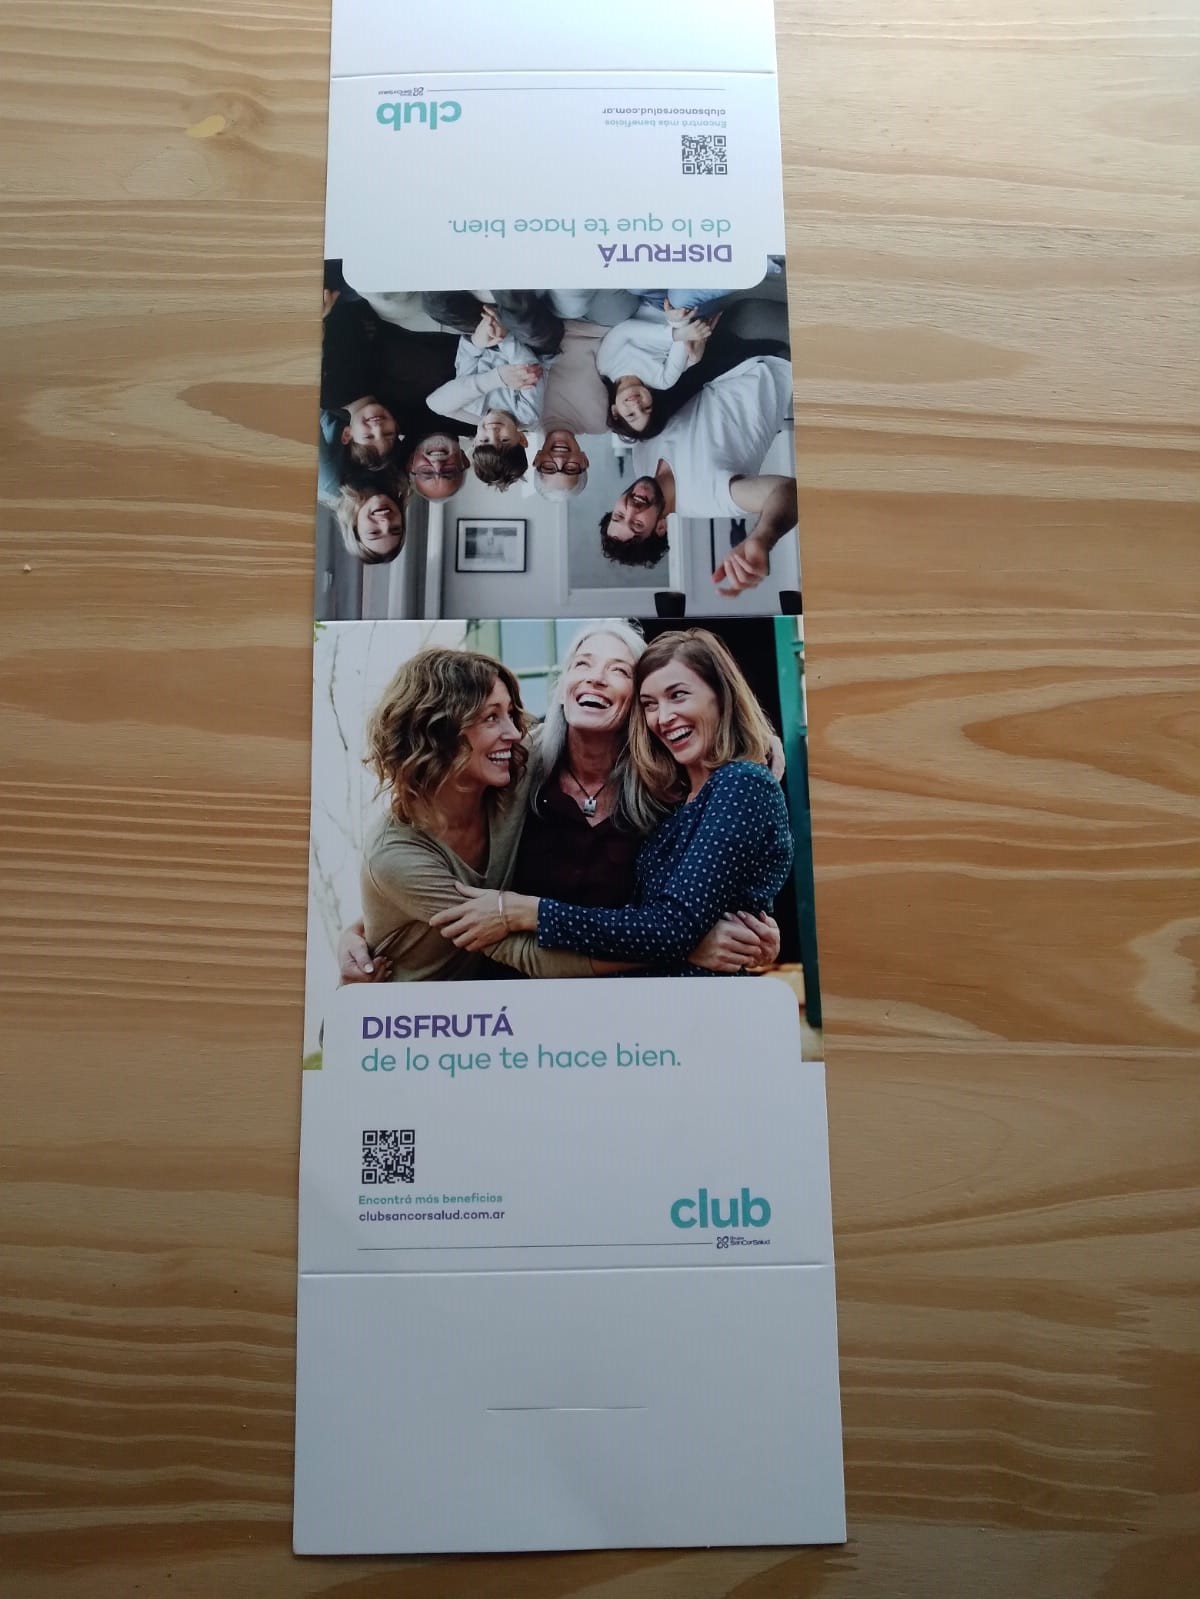 DISFRUTÁ
de lo que te hace bien.
Encontrá más beneficios
clubsancorsalud.com.ar
club
Grupo
SanCorSalud
DISFRUTÁ
de lo que te hace bien.
Encontrá más beneficios
clubsancorsalud.com.ar
club
SanCorSalud